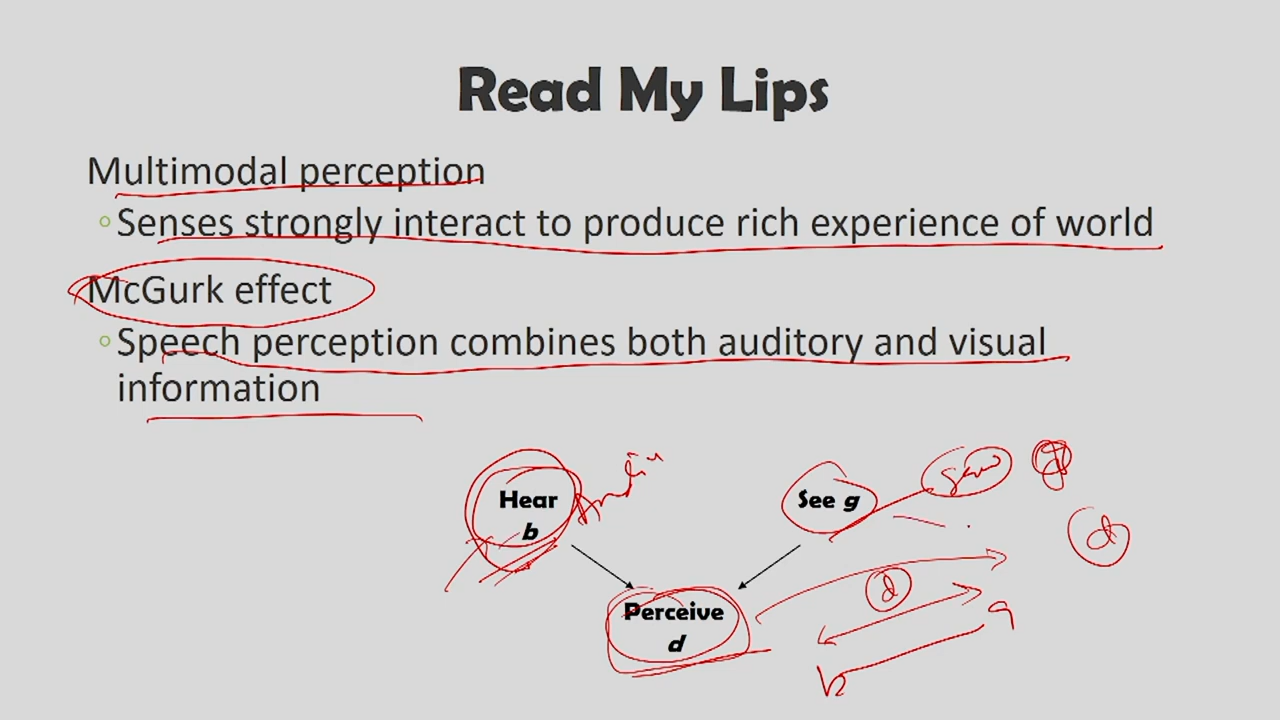 Read My Lips
Multimodal perception
Senses strongly interact to produce rich experience of world
McGurk effect
Speech perception combines both auditory and visual
information
Hear
b
See g
g
d
Perceive
d
d
g
b